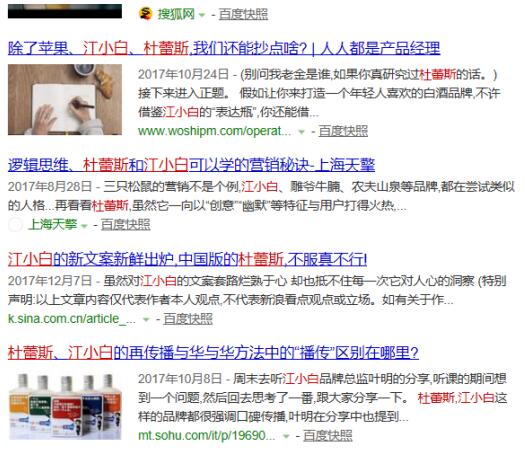 搜狐网 - 百度快照
除了苹果、江小白、杜蕾斯,我们还能抄点啥? | 人人都是产品经理
2017年10月24日 - (别问我老金是谁,如果你真研究过杜蕾斯的话。)
接下来进入正题。 假如让你来打造一个年轻人喜欢的白酒品牌,不许
借鉴江小白的“表达瓶”,你还能借...
www.woshipm.com/operat... - 百度快照
逻辑思维、杜蕾斯和江小白可以学的营销秘诀-上海天擎
2017年8月28日 - 三只松鼠的营销不是个例,江小白、雕爷牛腩、农夫山泉等品牌,都在尝试类似
的人格...再看看杜蕾斯,虽然它一向以“创意”“幽默”等特征与用户打得火热,...
上海天擎 - 百度快照
江小白的新文案新鲜出炉,中国版的杜蕾斯,不服真不行!
2017年12月7日 - 虽然对江小白的文案套路烂熟于心 却也抵不住每一次它对人心的洞察 (特别
声明:以上文章内容仅代表作者本人观点,不代表新浪看点观点或立场。如有关于作...
k.sina.com.cn/article_... - 百度快照
杜蕾斯、江小白的再传播与华与华方法中的“播传”区别在哪里?
2017年10月8日 - 周末去听江小白品牌总监叶明的分享,听课的期间想
到一个问题,然后回去思考了一番,跟大家分享一下。 杜蕾斯,江小白这
样的品牌都很强调口碑传播,叶明在分享中也提到...
mt.sohu.com/it/p/19690... - 百度快照